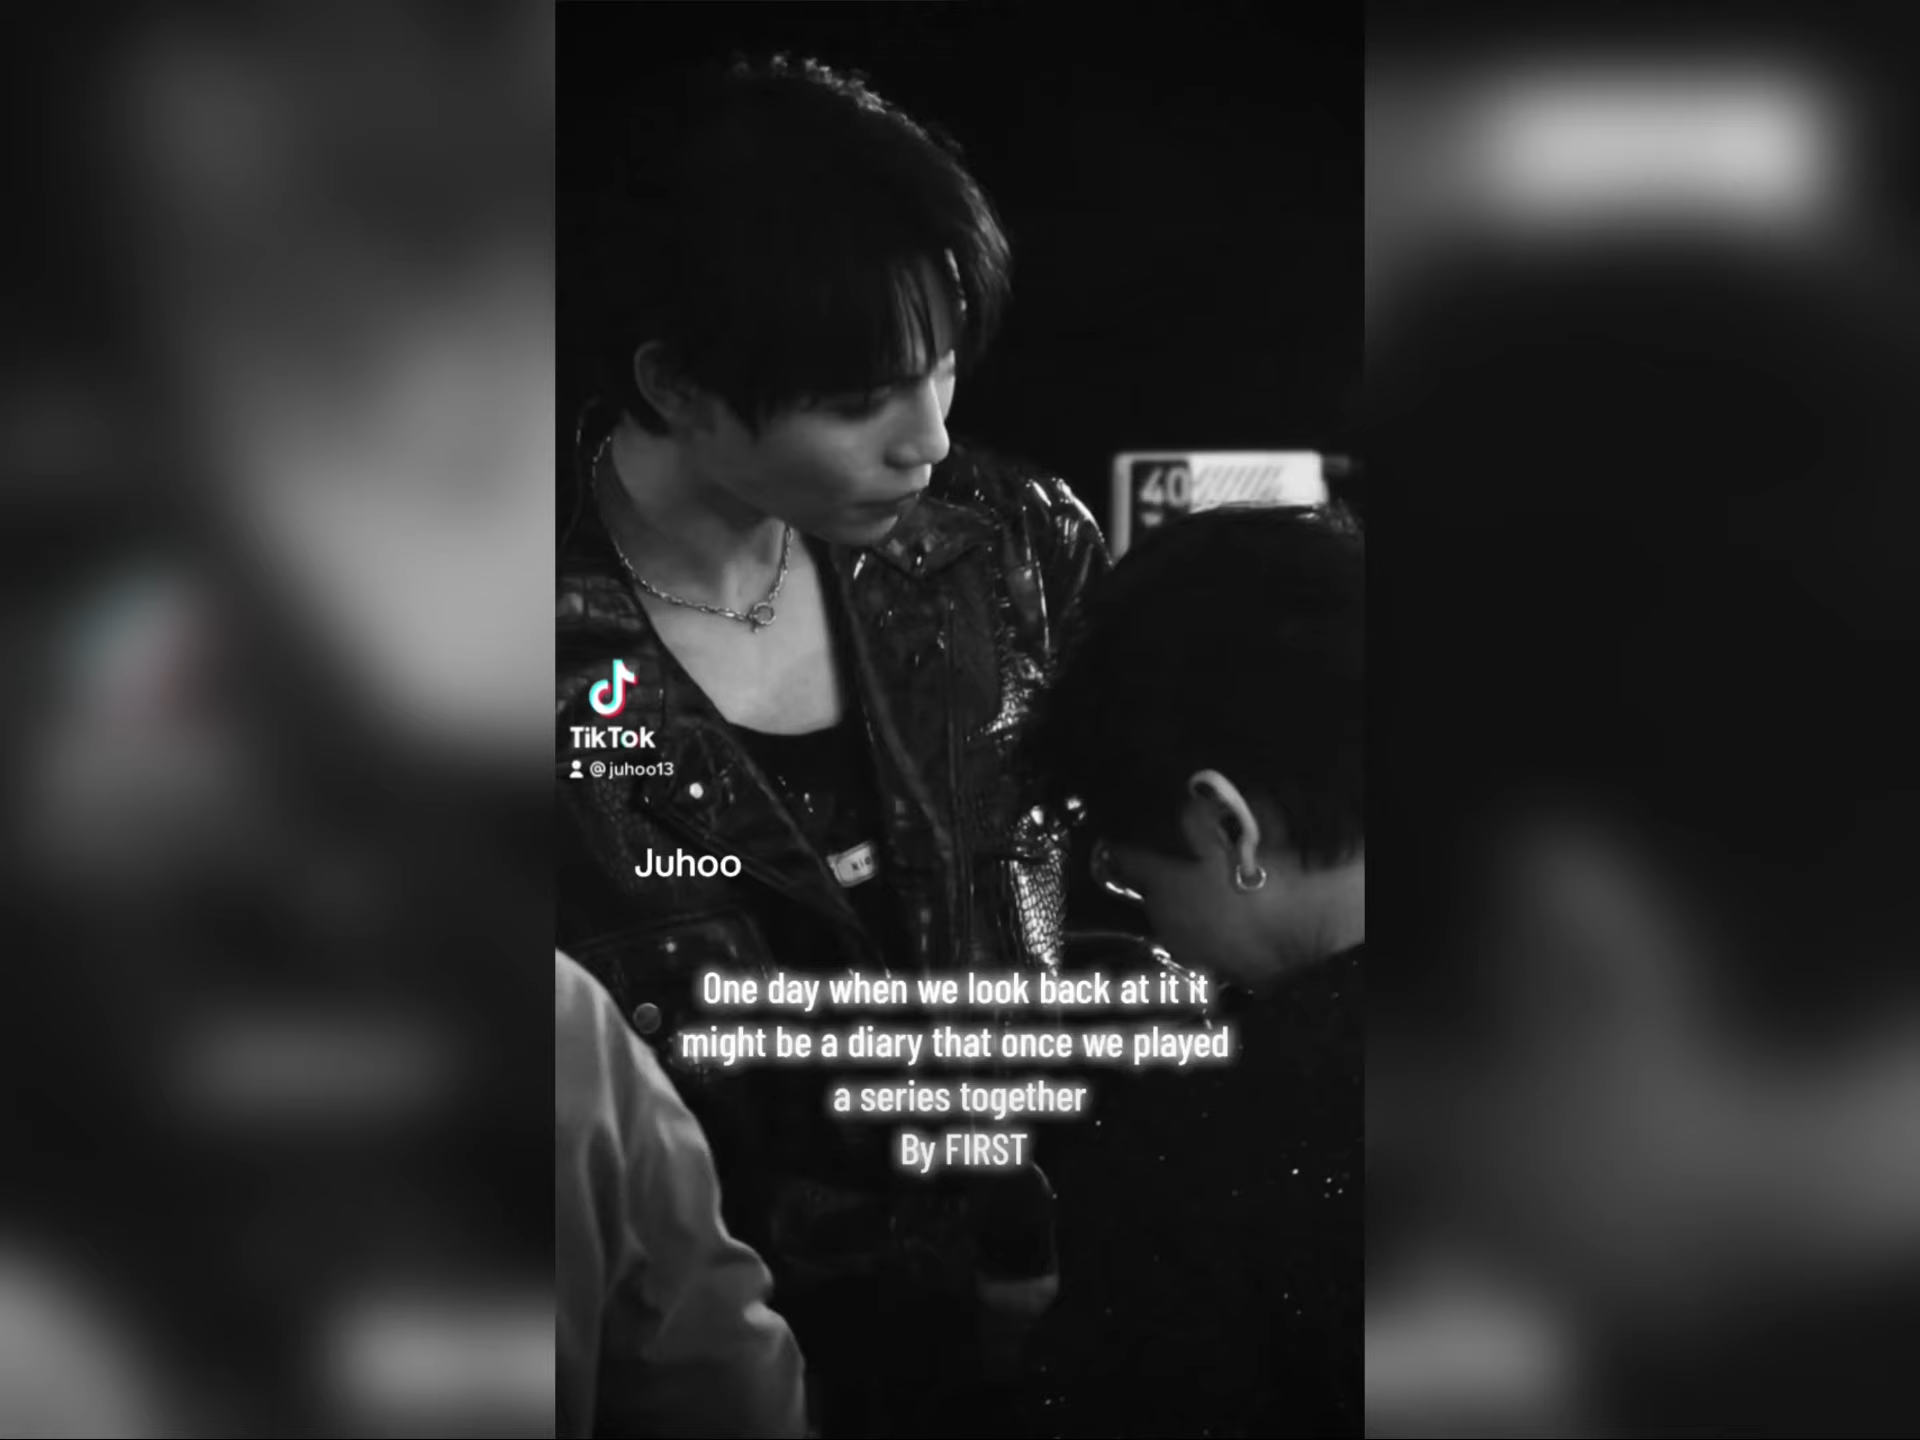 40
TikTok
@juhoo13
Juhoo
One day when we look back at it it
might be a diary that once we played
a series together
By FIRST